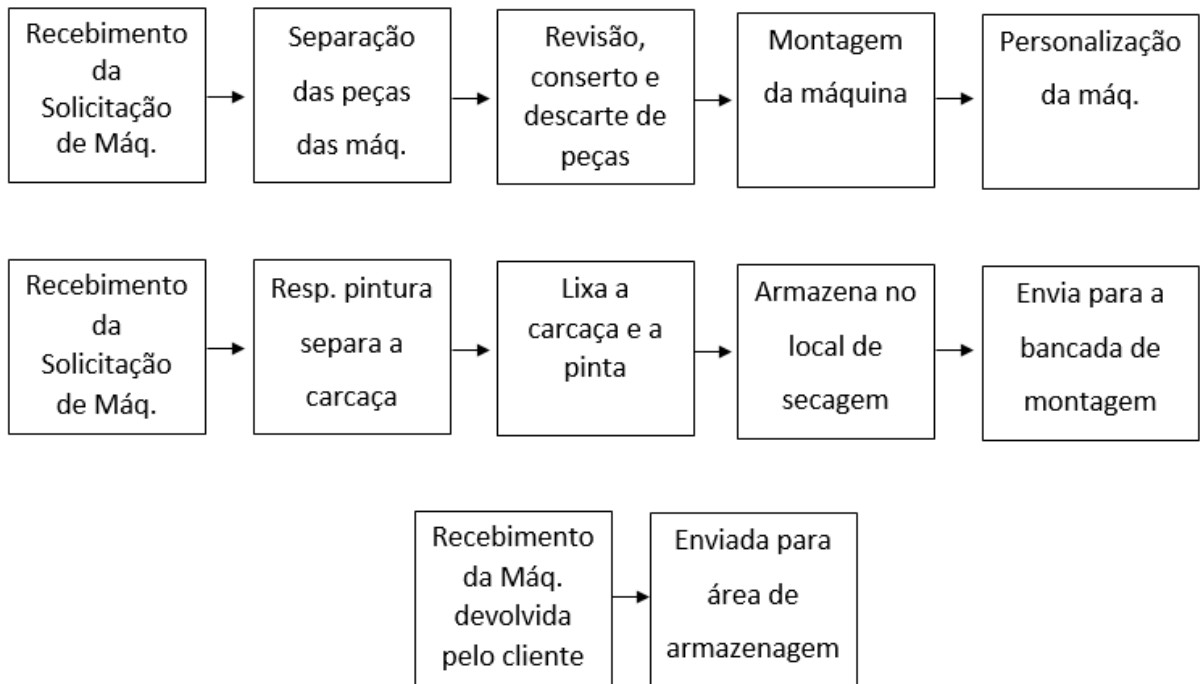 Recebimento
da
Solicitação
de Máq.
Separação
das peças
das máq.
Revisão,
conserto e
descarte de
peças
Montagem
da máquina
Personalização
da máq.
Recebimento
da
Solicitação
de Máq.
Resp. pintura
separa a
carcaça
Lixa a
carcaça e a
pinta
Armazena no
local de
secagem
Envia para a
bancada de
montagem
Recebimento
da Máq.
devolvida
pelo cliente
Enviada para
área de
armazenagem